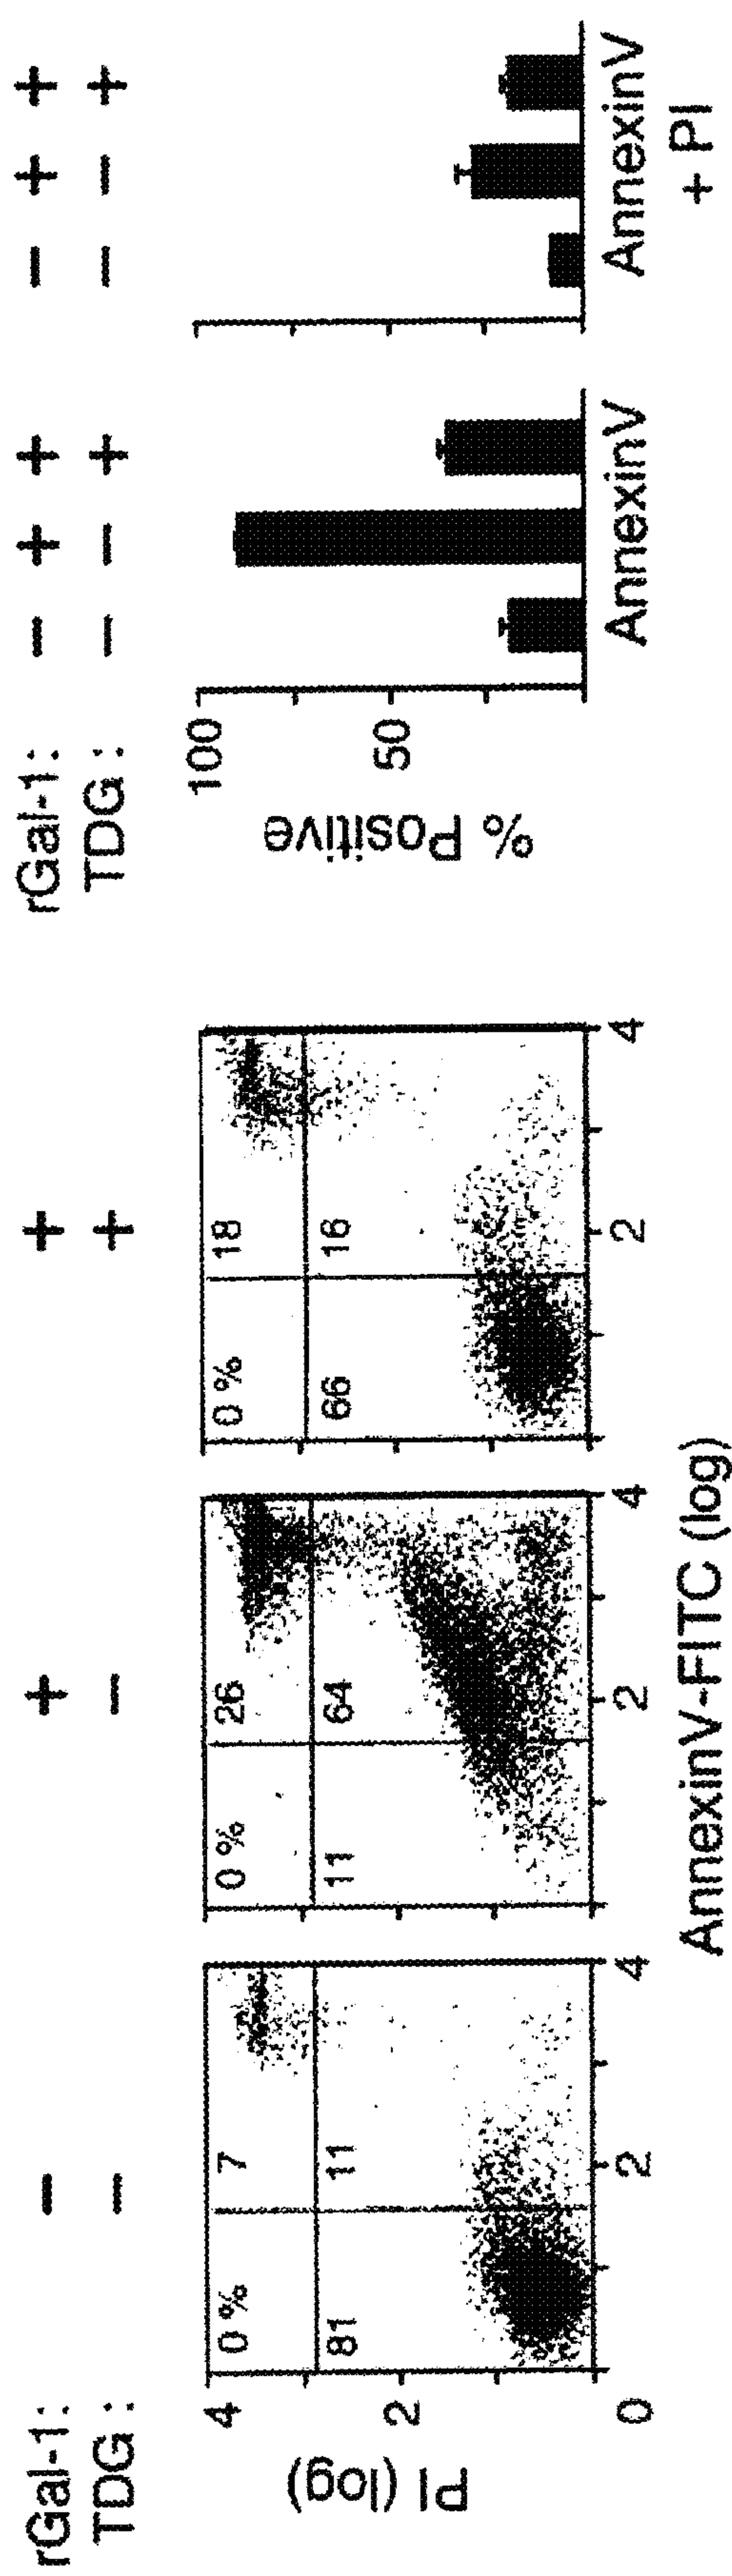 rGal-1: − + +
TDG : − − +
PI (log)
4
2
0
0 %
7
81
11
2
4
0 %
26
11
64
2
4
0 %
18
66
16
2
4
AnnexinV-FITC (log)
rGal-1: − + + − + +
TDG : − − + − − +
% Positive
100
50
AnnexinV
AnnexinV
+ PI